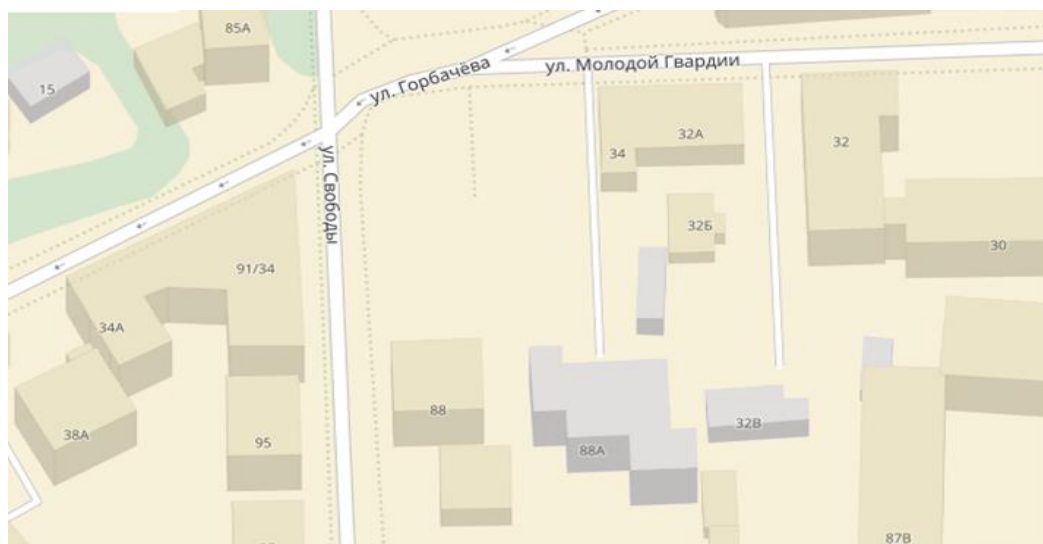 85А
15
ул. Горбачёва
ул. Молодой Гвардии
32А
34
32
ул. Свободы
32Б
30
91/34
34А
88
38А
95
88А
32В
87В